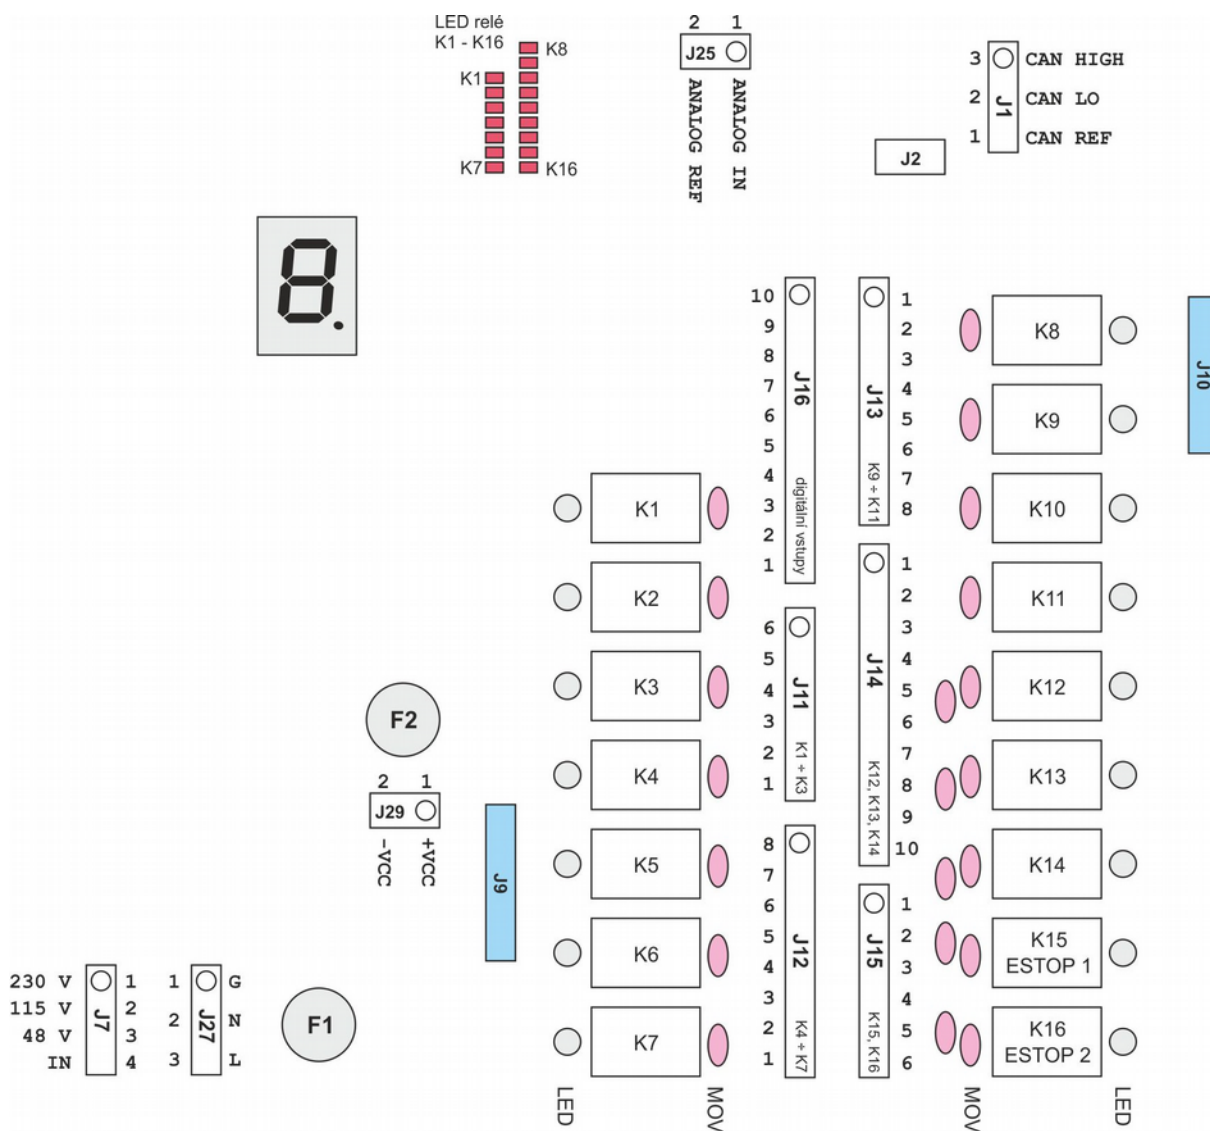 LED relé
K1 - K16
K8
K1
K7
K16
2 1
J25
ANALOG REF
ANALOG IN
3 CAN HIGH
2 CAN LO
1 CAN REF
J1
J2
8.
10
9
8
7
6
5
4
3
2
1
J16
digitální vstupy
J13
K9 ÷ K11
1
2
3
4
5
6
7
8
K8
K9
K10
K11
K12
K13
K14
K15
ESTOP 1
K16
ESTOP 2
J10
K1
K2
K3
K4
K5
K6
K7
6
5
4
3
2
1
J11
K1 ÷ K3
J14
K12, K13, K14
1
2
3
4
5
6
7
8
9
10
8
7
6
5
4
3
2
1
J12
K4 ÷ K7
J15
K15, K16
1
2
3
4
5
6
F2
2 1
J29
-VCC
+VCC
J9
230 V
115 V
48 V
IN
J7
1
2
3
4
1
2
3
J27
G
N
L
F1
LED
MOV
MOV
LED